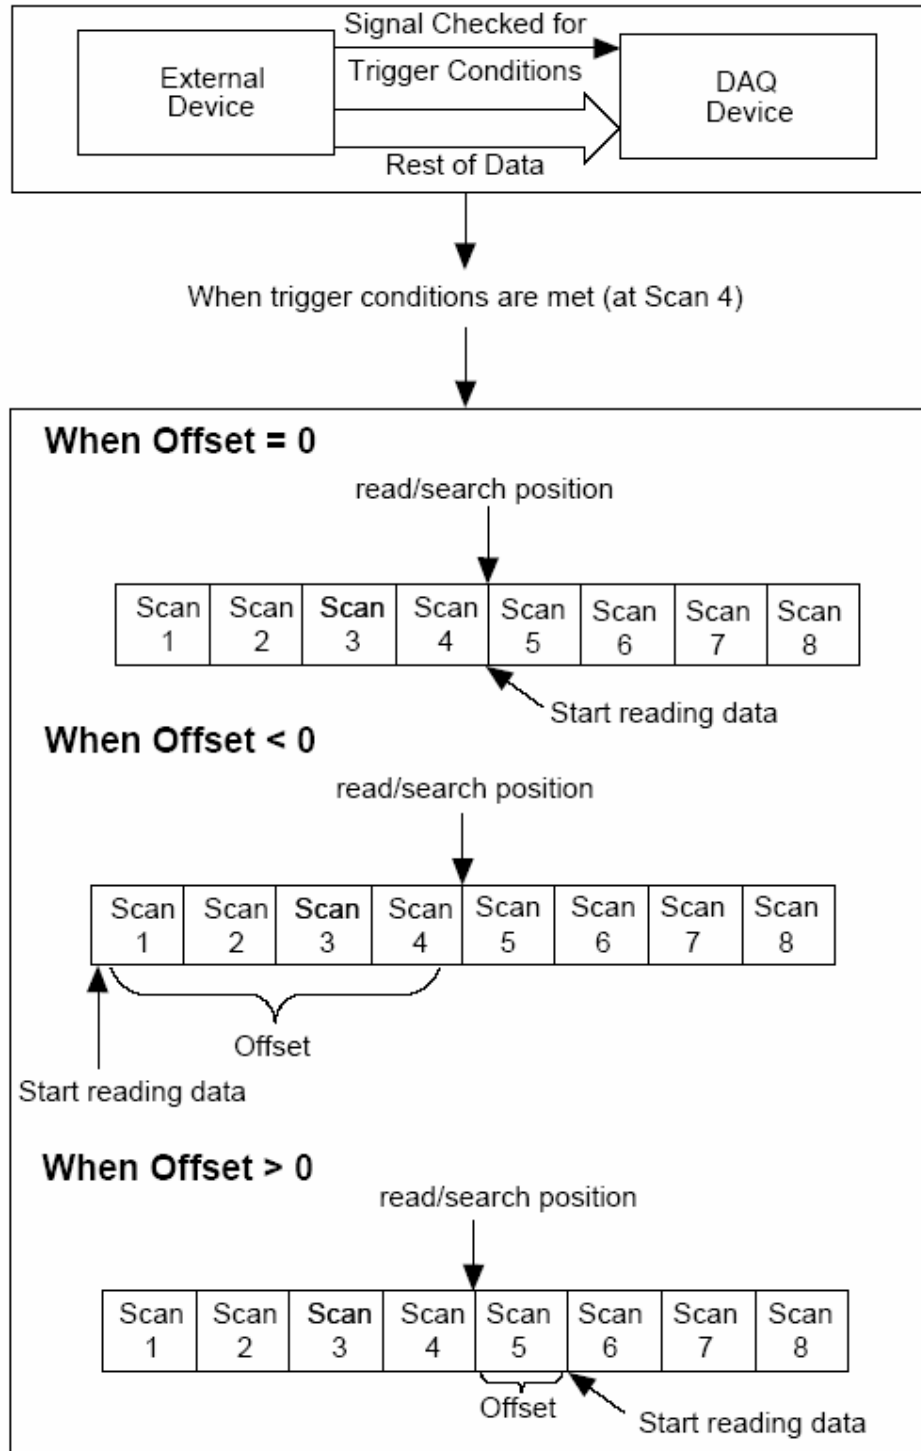 Signal Checked for
Trigger Conditions
External
Device
DAQ
Device
Rest of Data
When trigger conditions are met (at Scan 4)
When Offset = 0
read/search position
Scan Scan Scan Scan Scan Scan Scan Scan
1 2 3 4 5 6 7 8
Start reading data
When Offset < 0
read/search position
Scan Scan Scan Scan Scan Scan Scan Scan
1 2 3 4 5 6 7 8
Offset
Start reading data
When Offset > 0
read/search position
Scan Scan Scan Scan Scan Scan Scan Scan
1 2 3 4 5 6 7 8
Offset
Start reading data